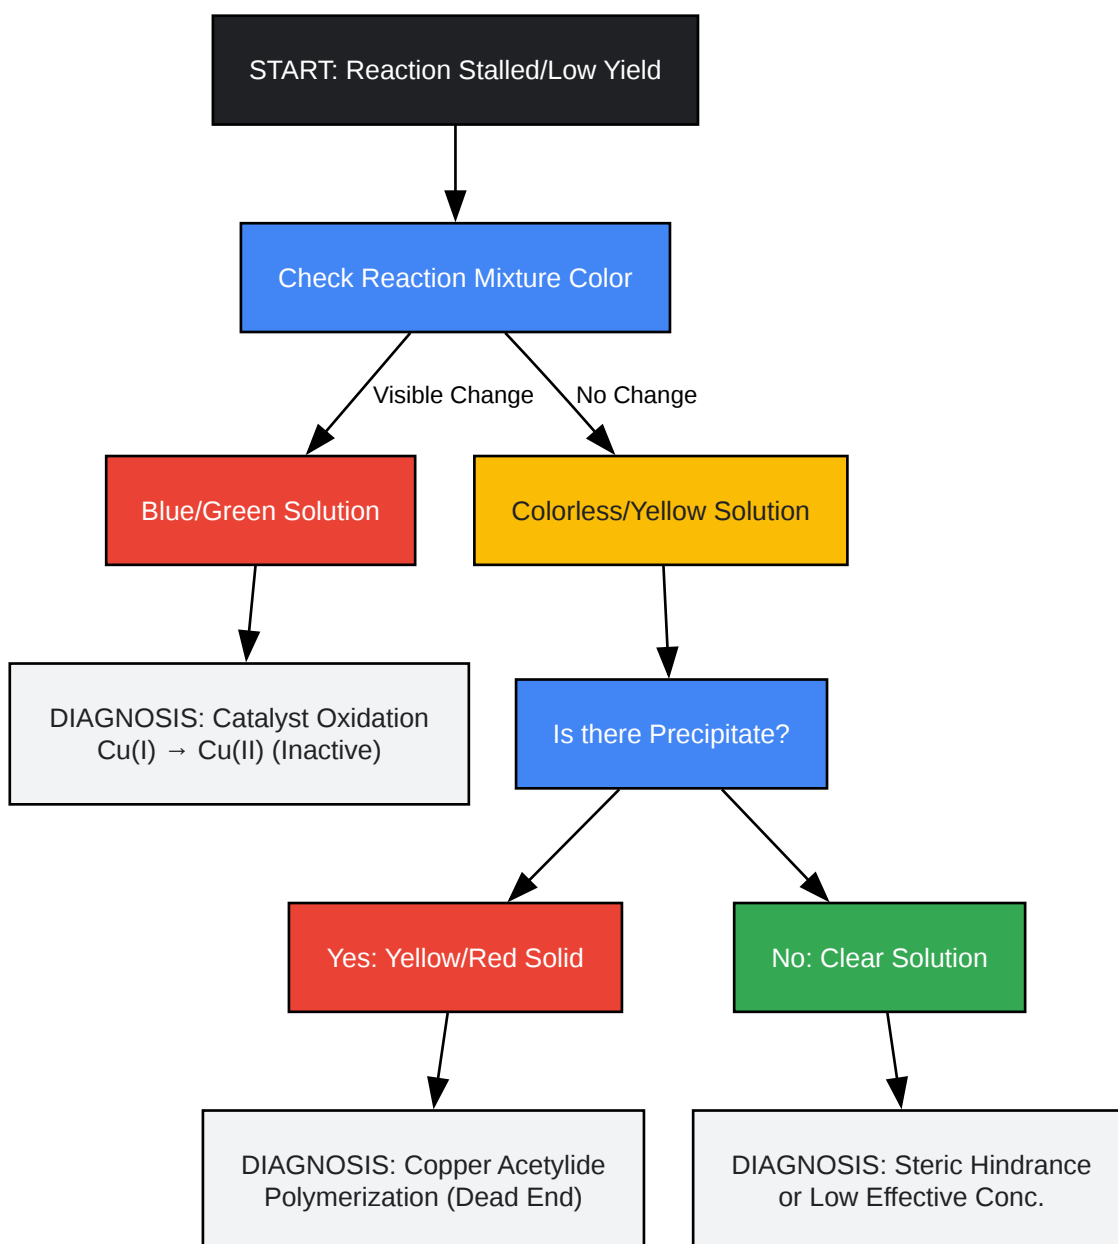 START: Reaction Stalled/Low Yield
Check Reaction Mixture Color
Visible Change
No Change
Blue/Green Solution
Colorless/Yellow Solution
DIAGNOSIS: Catalyst Oxidation
Cu(I) → Cu(II) (Inactive)
Is there Precipitate?
Yes: Yellow/Red Solid
No: Clear Solution
DIAGNOSIS: Copper Acetylide
Polymerization (Dead End)
DIAGNOSIS: Steric Hindrance
or Low Effective Conc.